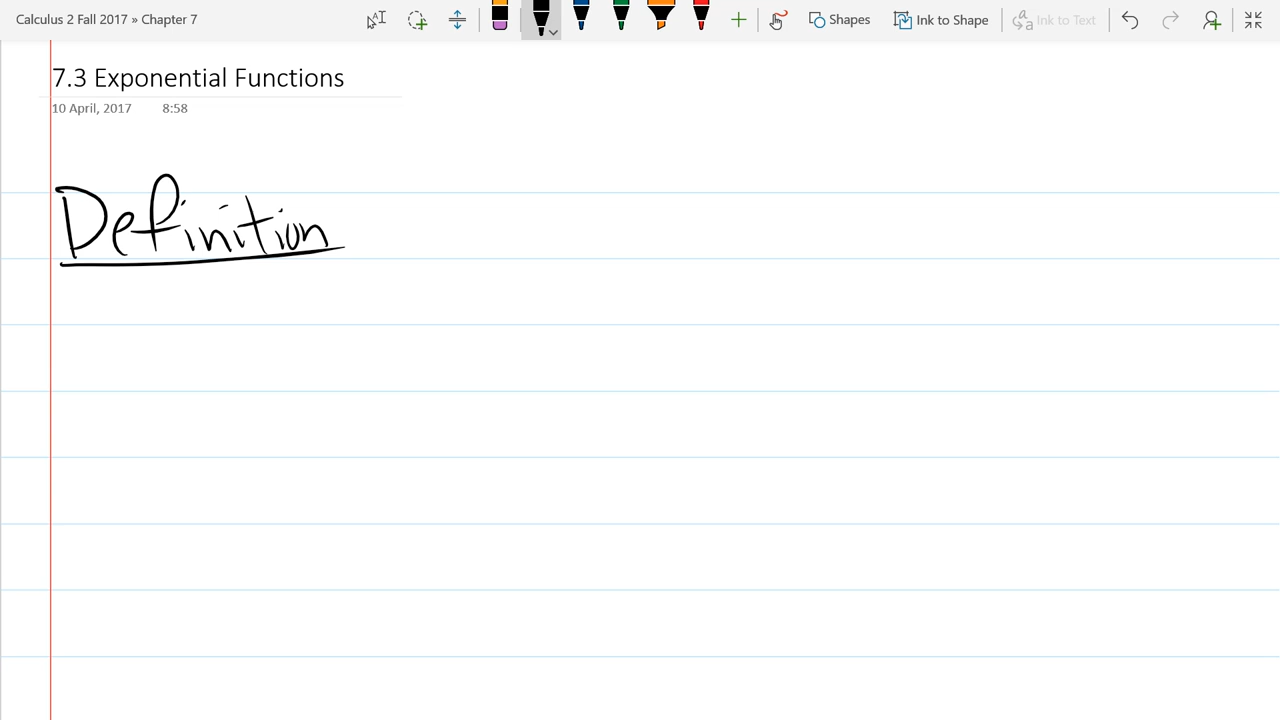 Calculus 2 Fall 2017 » Chapter 7
Shapes
Ink to Shape
Ink to Text
7.3 Exponential Functions
10 April, 2017 8:58
Definition